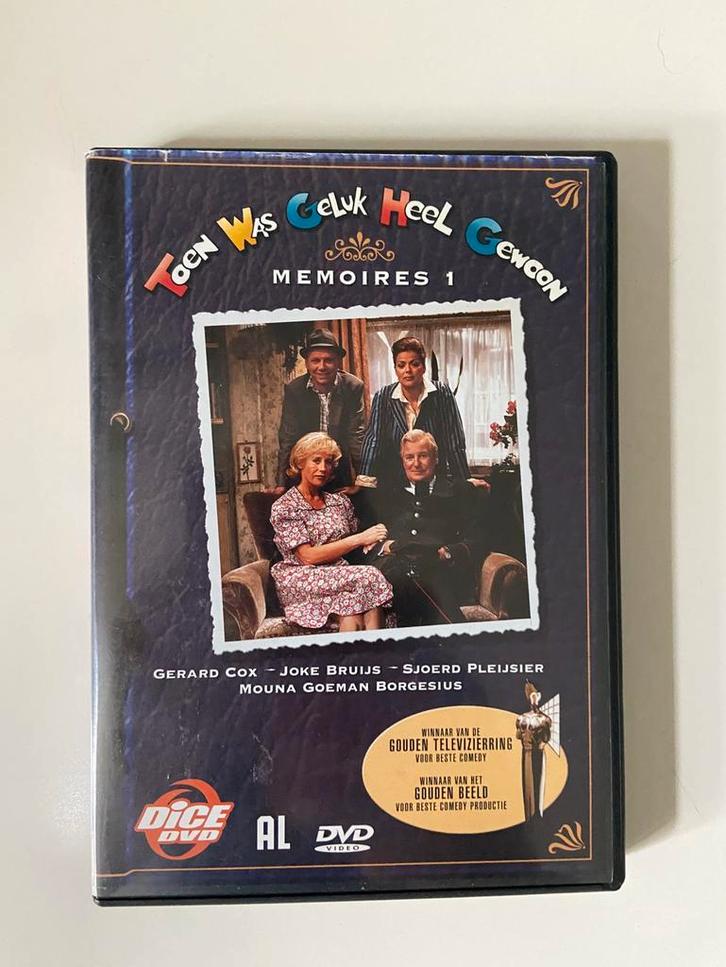 Toen Was Geluk Heel Gewoon
MEMOIRES 1
GERARD COX ~ JOKE BRUIJS ~ SJOERD PLEIJSIER
MOUNA GOEMAN BORGESIUS
WINNAAR VAN DE
GOUDEN TELEVIZIERRING
VOOR BESTE COMEDY
WINNAAR VAN HET
GOUDEN BEELD
VOOR BESTE COMEDY PRODUCTIE
DiCE
DVD
AL
DVD
VIDEO